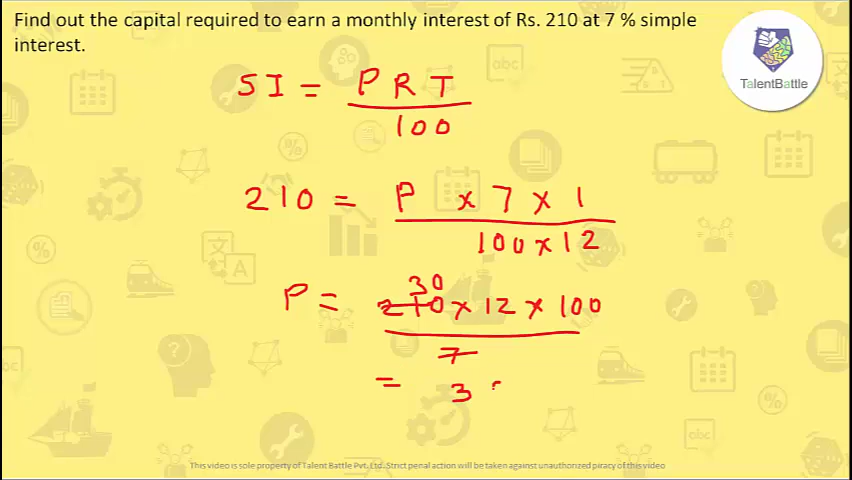 Find out the capital required to earn a monthly interest of Rs. 210 at 7 % simple
interest.
TalentBattle
SI = PRT
100
210 = P x 7 x 1
100 x 12
30
P = 210 x 12 x 100
7
= 3
This video is sole property of Talent Battle Pvt. Ltd. Strict penal action will be taken against unauthorized piracy of this video